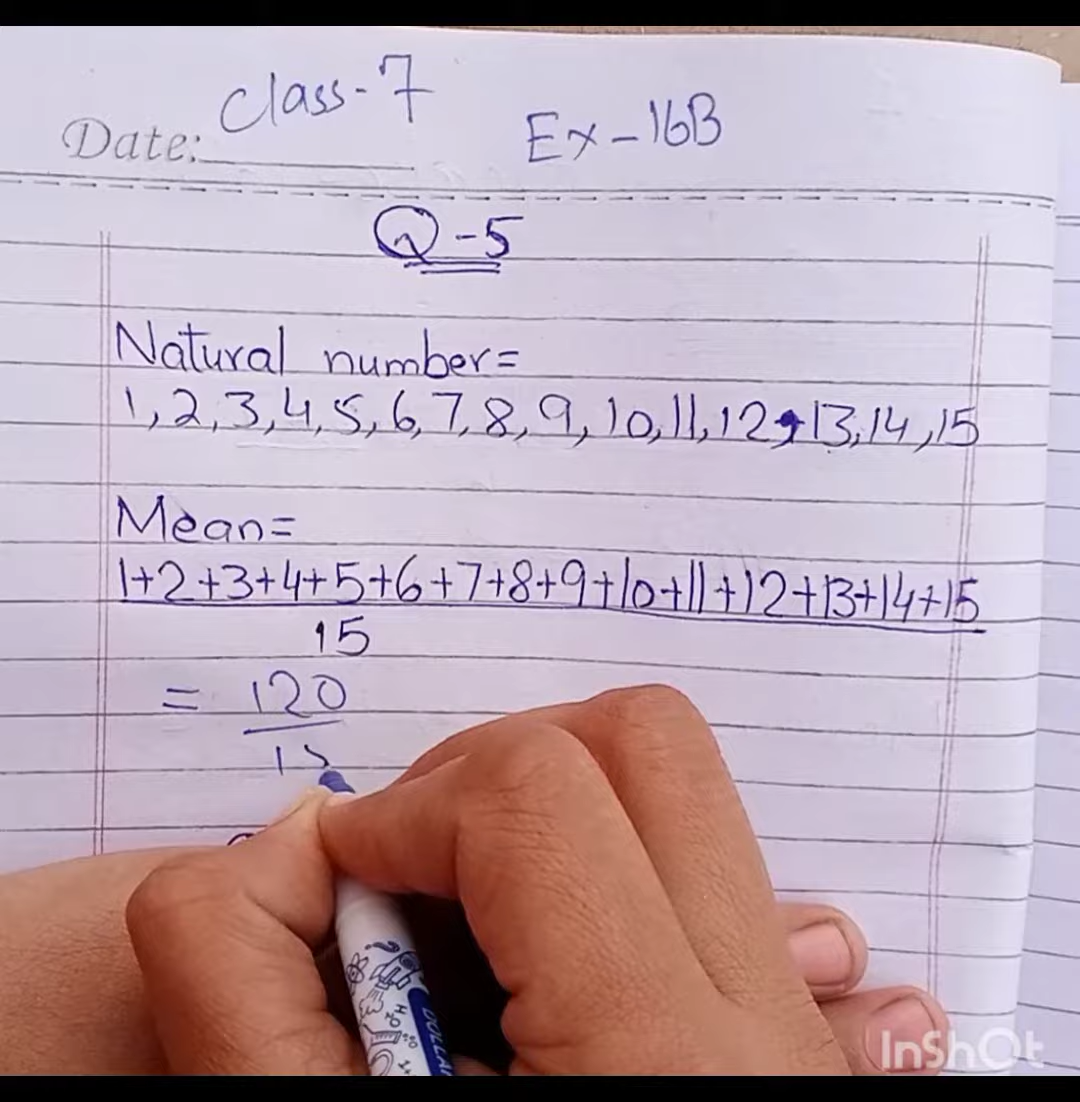 Class-7
Date:
Ex-16B
Q-5
Natural number=
1,2,3,4,5,6,7,8,9,10,11,12,13,14,15
Mean=
1+2+3+4+5+6+7+8+9+10+11+12+13+14+15
15
= 120
15
DOLLA
InShOt